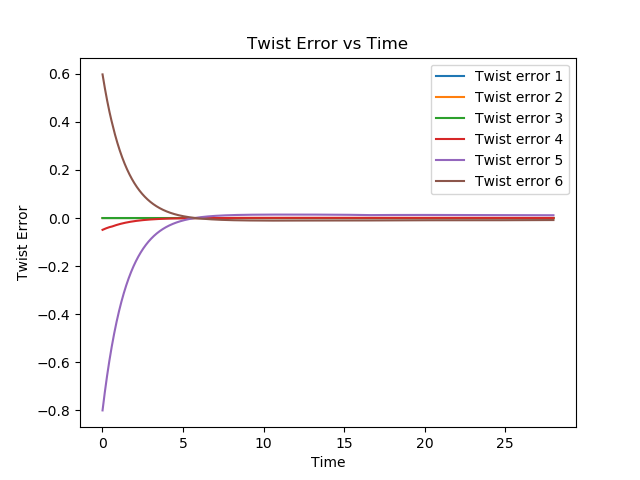 Twist Error vs Time
Twist error 1
Twist error 2
Twist error 3
Twist error 4
Twist error 5
Twist error 6
Twist Error
0.6
0.4
0.2
0.0
−0.2
−0.4
−0.6
−0.8
0 5 10 15 20 25
Time